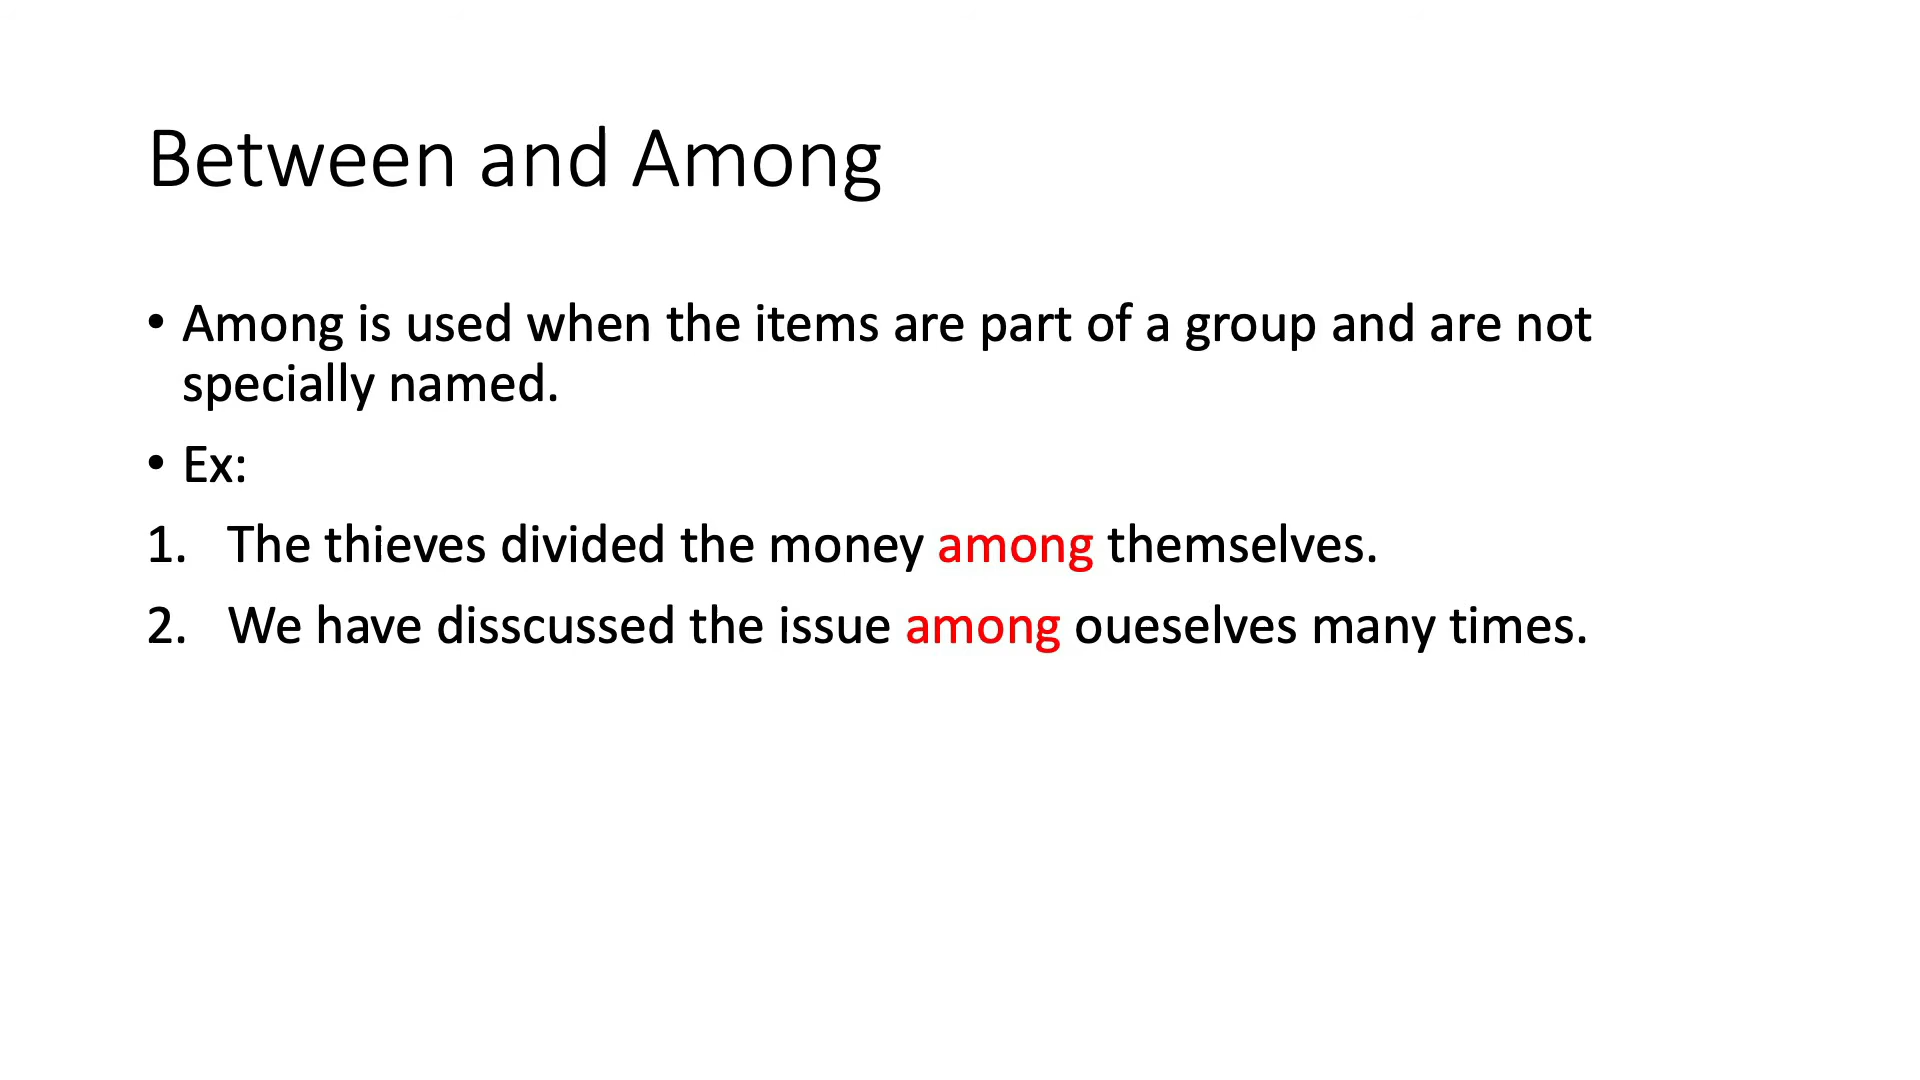 Between and Among
• Among is used when the items are part of a group and are not
specially named.
• Ex:
1. The thieves divided the money among themselves.
2. We have disscussed the issue among oueselves many times.